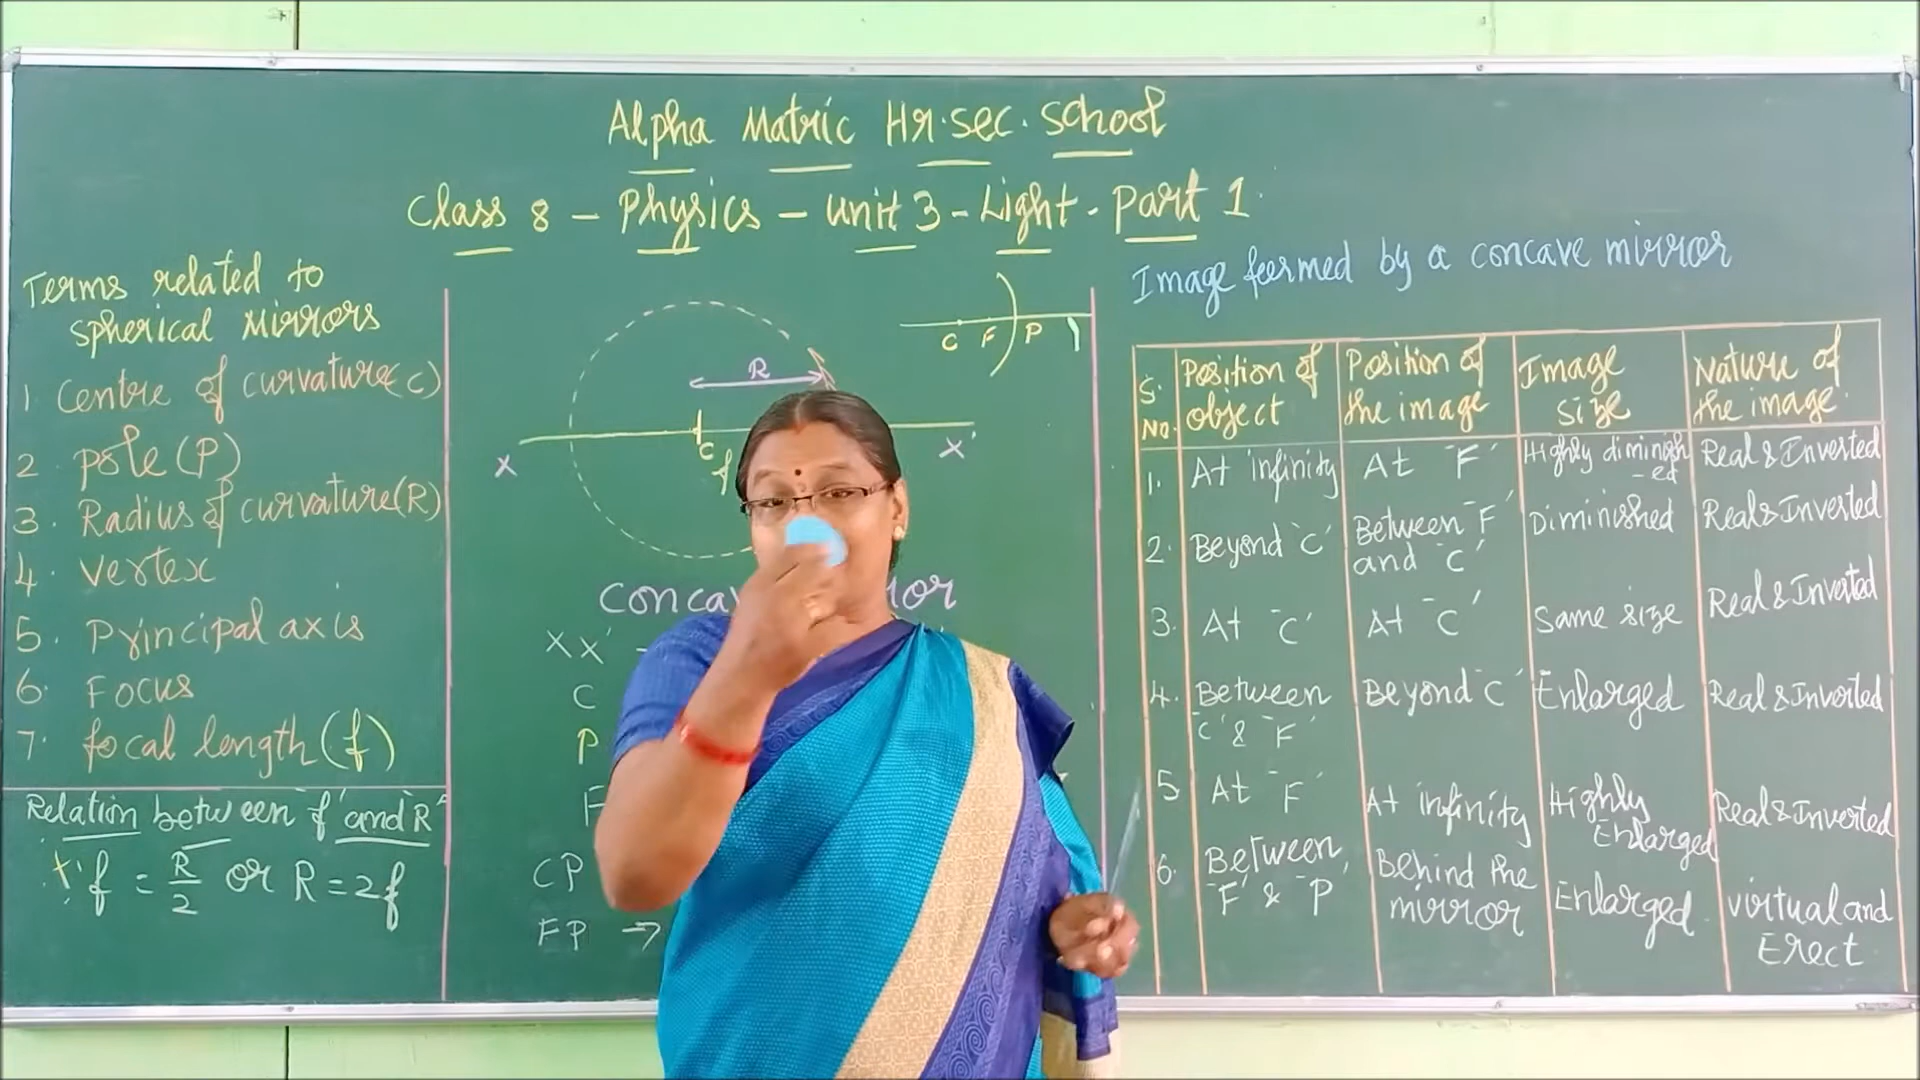 Alpha Matric Hr.sec.school
Class 8 - Physics - Unit 3 - Light - Part 1
Terms related to
spherical Mirrors
1 Centre of curvature(c)
2. pole (P)
3. Radius of curvature(R)
4. vertex
5. Principal axis
6. Focus
7. focal length (f)
Relation between 'f' and 'R'
f = R/2 or R = 2f
R
C F P
X C X'
f
XX' -
C
P
F
CP
FP →
Image formed by a concave mirror
S. No. Position of object Position of the image Image size Nature of the image
1. At infinity At 'F' Highly diminish-ed Real & Inverted
2. Beyond 'C' Between 'F' and 'C' Diminished Real & Inverted
3. At 'C' At 'C' Same size Real & Inverted
4. Between 'C' & 'F' Beyond 'C' Enlarged Real & Inverted
5 At 'F' At infinity Highly Enlarged Real & Inverted
6. Between 'F' & 'P' Behind the mirror Enlarged virtual and Erect